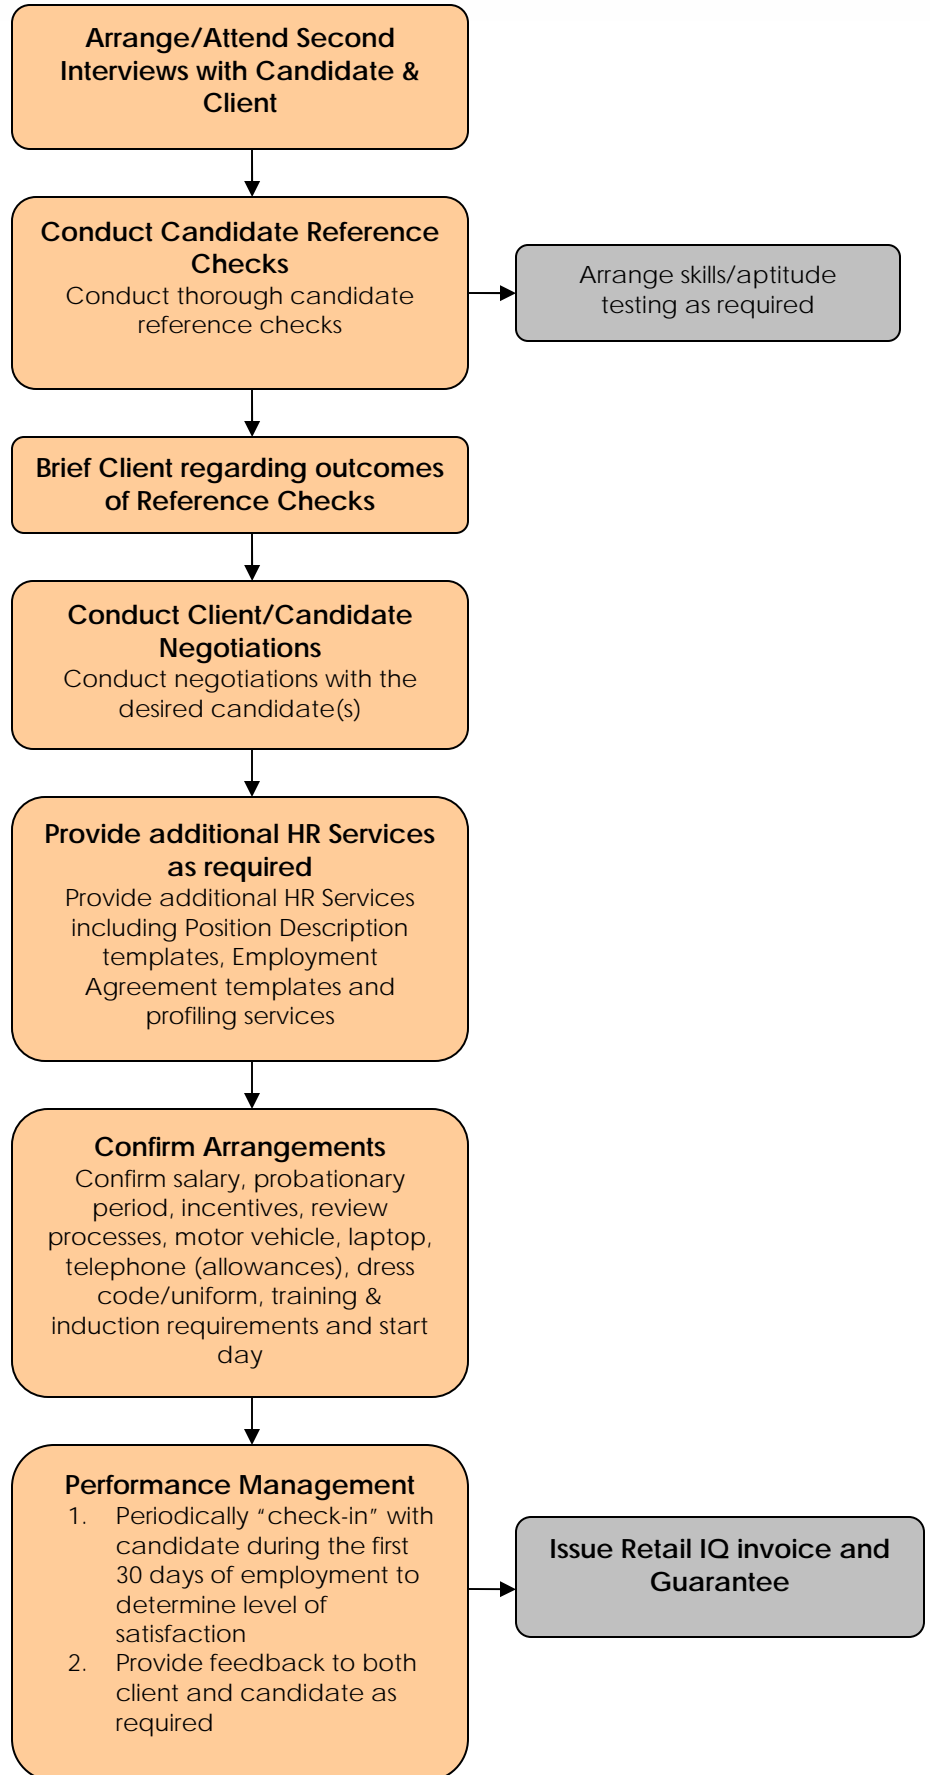 Arrange/Attend Second
Interviews with Candidate &
Client
Conduct Candidate Reference
Checks
Conduct thorough candidate
reference checks
Arrange skills/aptitude
testing as required
Brief Client regarding outcomes
of Reference Checks
Conduct Client/Candidate
Negotiations
Conduct negotiations with the
desired candidate(s)
Provide additional HR Services
as required
Provide additional HR Services
including Position Description
templates, Employment
Agreement templates and
profiling services
Confirm Arrangements
Confirm salary, probationary
period, incentives, review
processes, motor vehicle, laptop,
telephone (allowances), dress
code/uniform, training &
induction requirements and start
day
Performance Management
1. Periodically “check-in” with
candidate during the first
30 days of employment to
determine level of
satisfaction
2. Provide feedback to both
client and candidate as
required
Issue Retail IQ invoice and
Guarantee